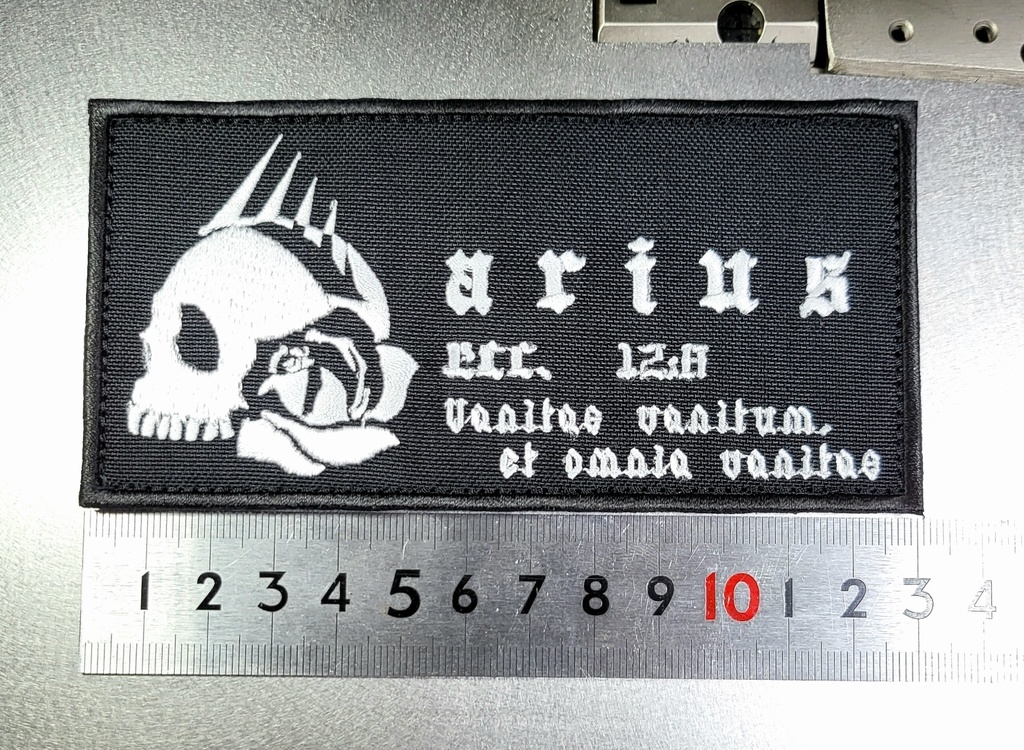 arius
ecc. 12:8
Vanitas vanitum,
et omnia vanitas
1 2 3 4 5 6 7 8 9 10 1 2 3 4